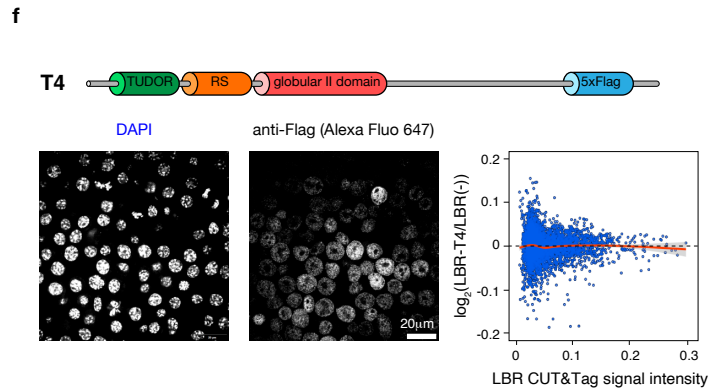 f
T4
TUDOR
RS
globular II domain
5xFlag
DAPI
anti-Flag (Alexa Fluo 647)
20μm
log2(LBR-T4/LBR(-))
0.2
0.1
0
-0.1
-0.2
0
0.1
0.2
0.3
LBR CUT&Tag signal intensity